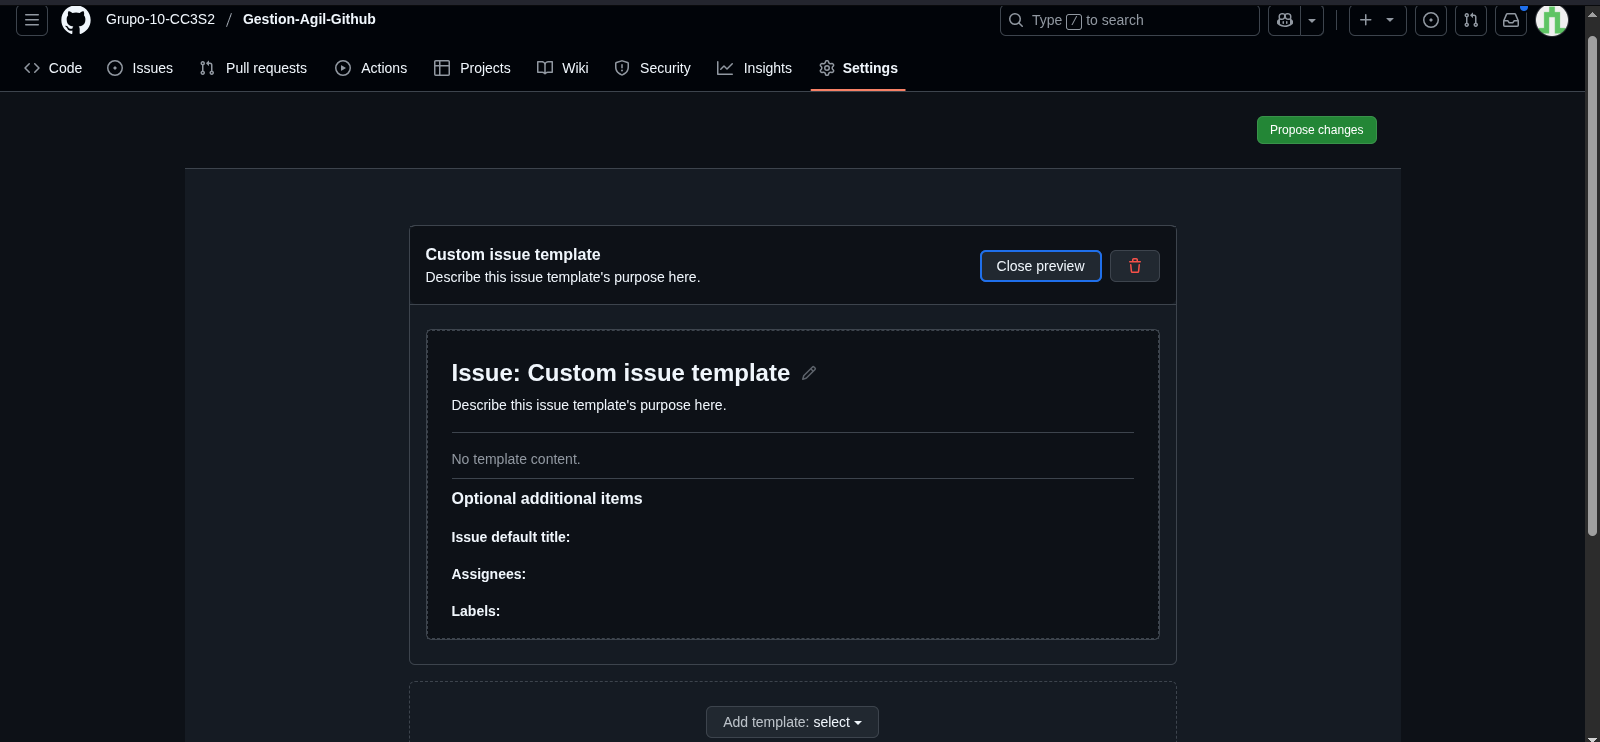 Grupo-10-CC3S2 / Gestion-Agil-Github
Type / to search
Code Issues Pull requests Actions Projects Wiki Security Insights Settings
Propose changes
Custom issue template
Describe this issue template's purpose here.
Close preview
Issue: Custom issue template
Describe this issue template's purpose here.
No template content.
Optional additional items
Issue default title:
Assignees:
Labels:
Add template: select